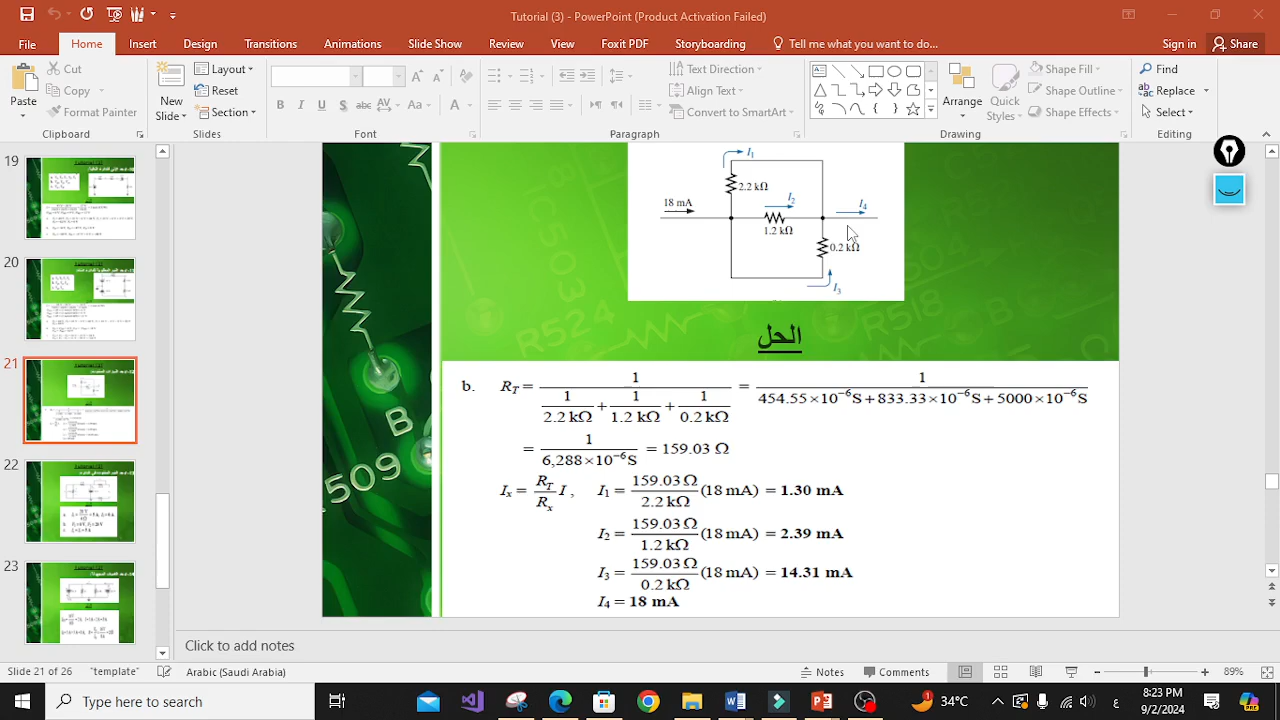 Tutorial (3) - PowerPoint (Product Activation Failed)
File Home Insert Design Transitions Animations Slide Show Review View Foxit PDF Storyboarding Tell me what you want to do... Sign in Share
Cut
Copy
Format Painter
Paste
New Slide
Layout
Reset
Section
Text Direction
Align Text
Convert to SmartArt
Arrange
Quick Styles
Shape Fill
Shape Outline
Shape Effects
Find
Replace
Select
Clipboard Slides Font Paragraph Drawing Editing
19
20
21
22
23
I₁
2.2 kΩ
18 mA
I₂
1.2 kΩ
I₄
0.2 kΩ
I₃
B
509
الحل
b. R_T = 1 / (1/2.2 kΩ + 1/1.2 kΩ + 1/0.2 kΩ) = 1 / (454.55×10⁻⁶S+833.33×10⁻⁶S+5000×10⁻⁶S)
= 1 / 6,288×10⁻⁶S = 159.03 Ω
Iₓ = R_T/Rₓ I , I₁ = 159.03 Ω / 2.2 kΩ (18 mA) = 1.30 mA
I₂ = 159.03 Ω / 1.2 kΩ (18 mA) = 2.39 mA
I₃ = 159.03 Ω / 0.2 kΩ (18 mA) = 14.31 mA
I₄ = 18 mA
Click to add notes
Slide 21 of 26 "template" Arabic (Saudi Arabia) Notes Comments 89%
Type here to search
34°C
8:23 PM
9/2/2024